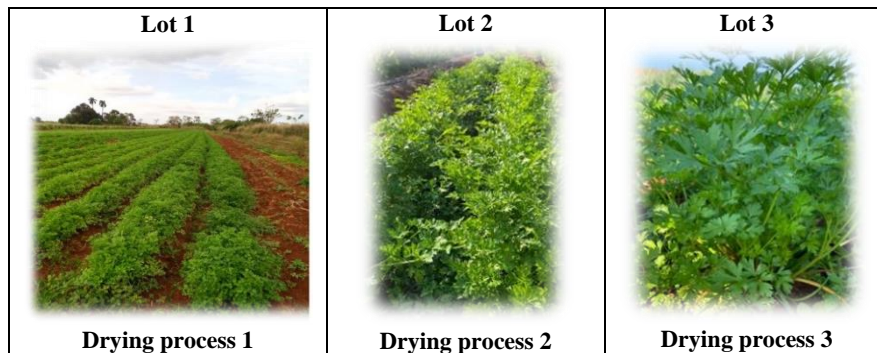 Lot 1
Lot 2
Lot 3
Drying process 1
Drying process 2
Drying process 3